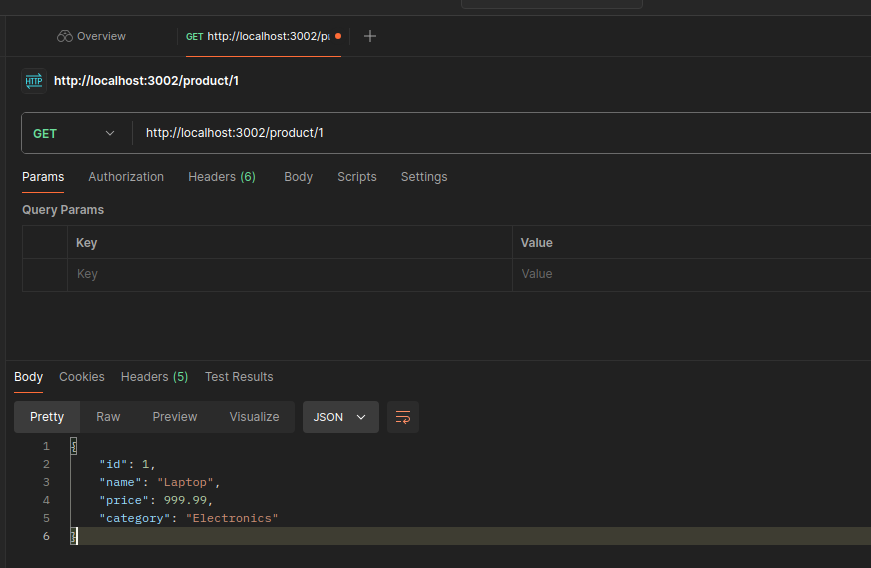 Overview GET http://localhost:3002/p
HTTP http://localhost:3002/product/1
GET http://localhost:3002/product/1
Params Authorization Headers (6) Body Scripts Settings
Query Params
Key Value
Key Value
Body Cookies Headers (5) Test Results
Pretty Raw Preview Visualize JSON
1 {
2 "id": 1,
3 "name": "Laptop",
4 "price": 999.99,
5 "category": "Electronics"
6 }